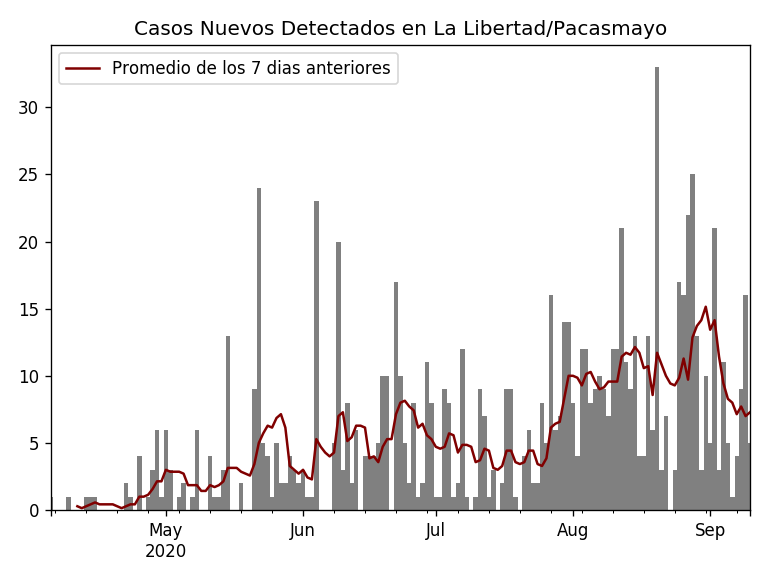 Casos Nuevos Detectados en La Libertad/Pacasmayo
Promedio de los 7 dias anteriores
30
25
20
15
10
5
0
May Jun Jul Aug Sep
2020